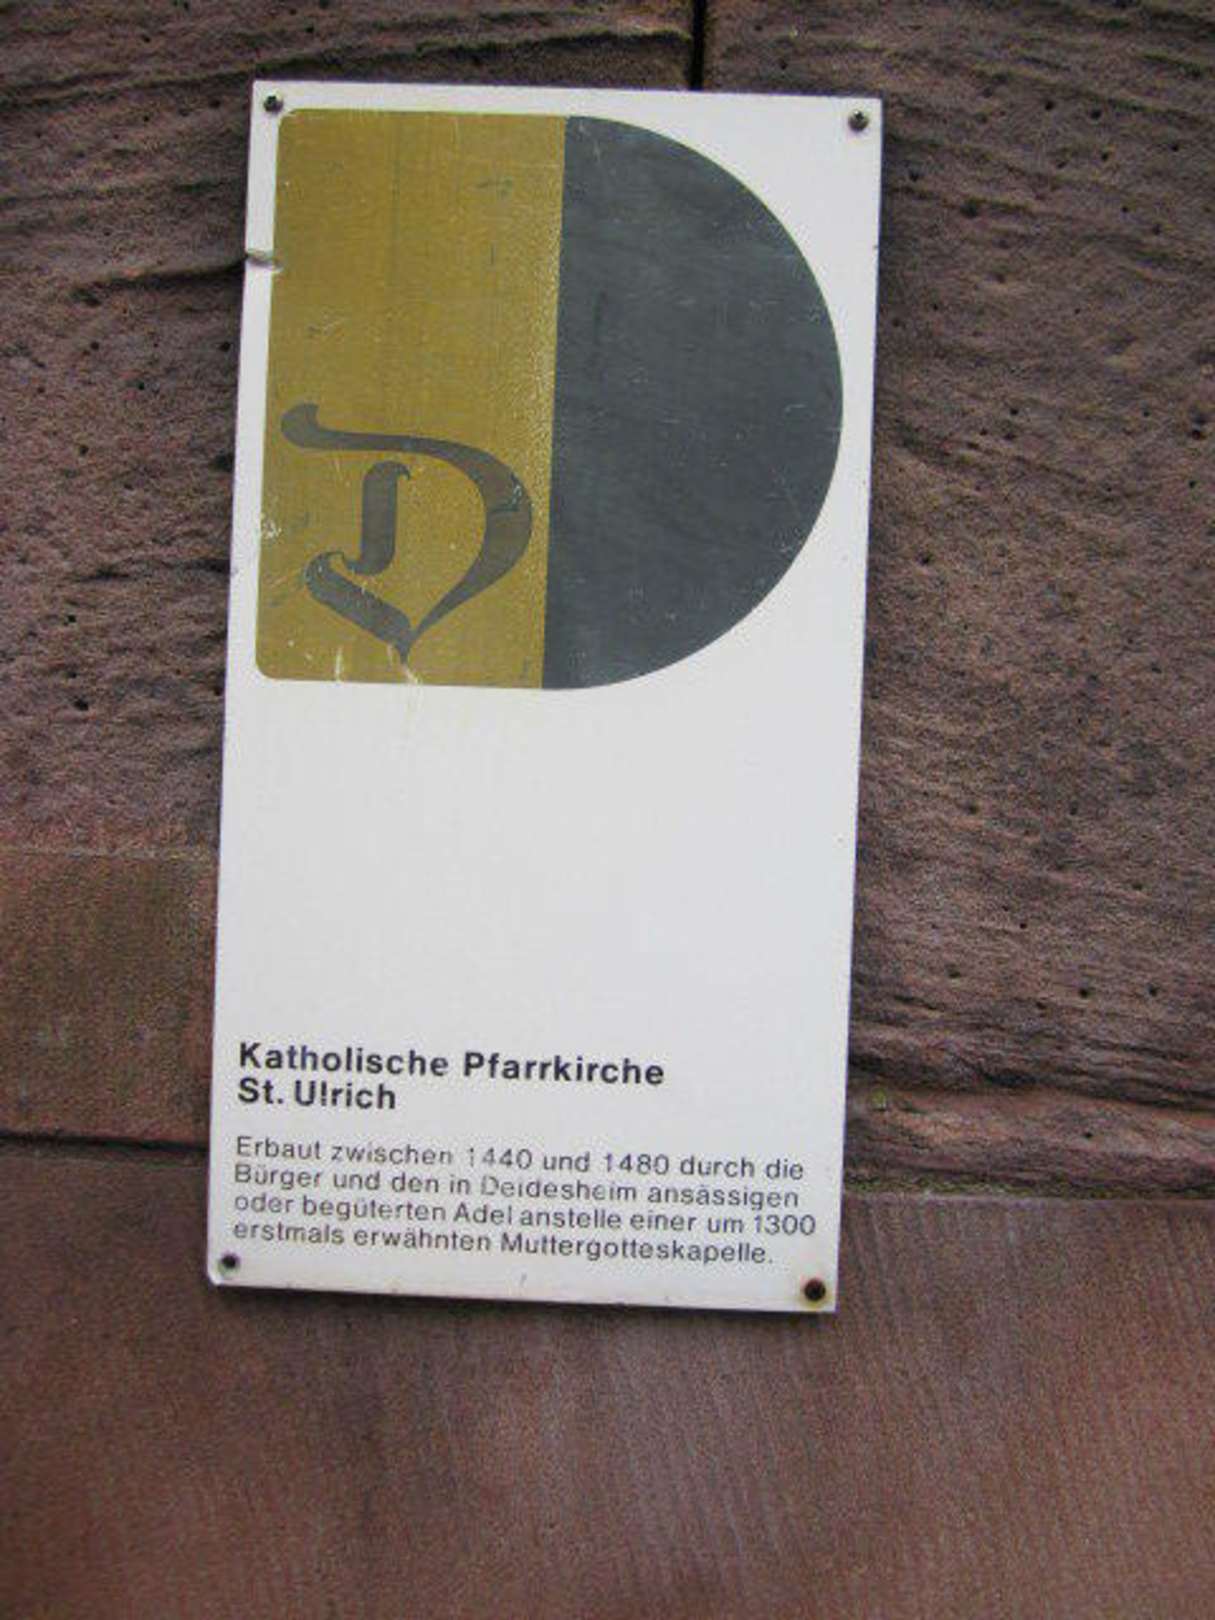 D
Katholische Pfarrkirche
St. Ulrich
Erbaut zwischen 1440 und 1480 durch die
Bürger und den in Deidesheim ansässigen
oder begüterten Adel anstelle einer um 1300
erstmals erwähnten Muttergotteskapelle.